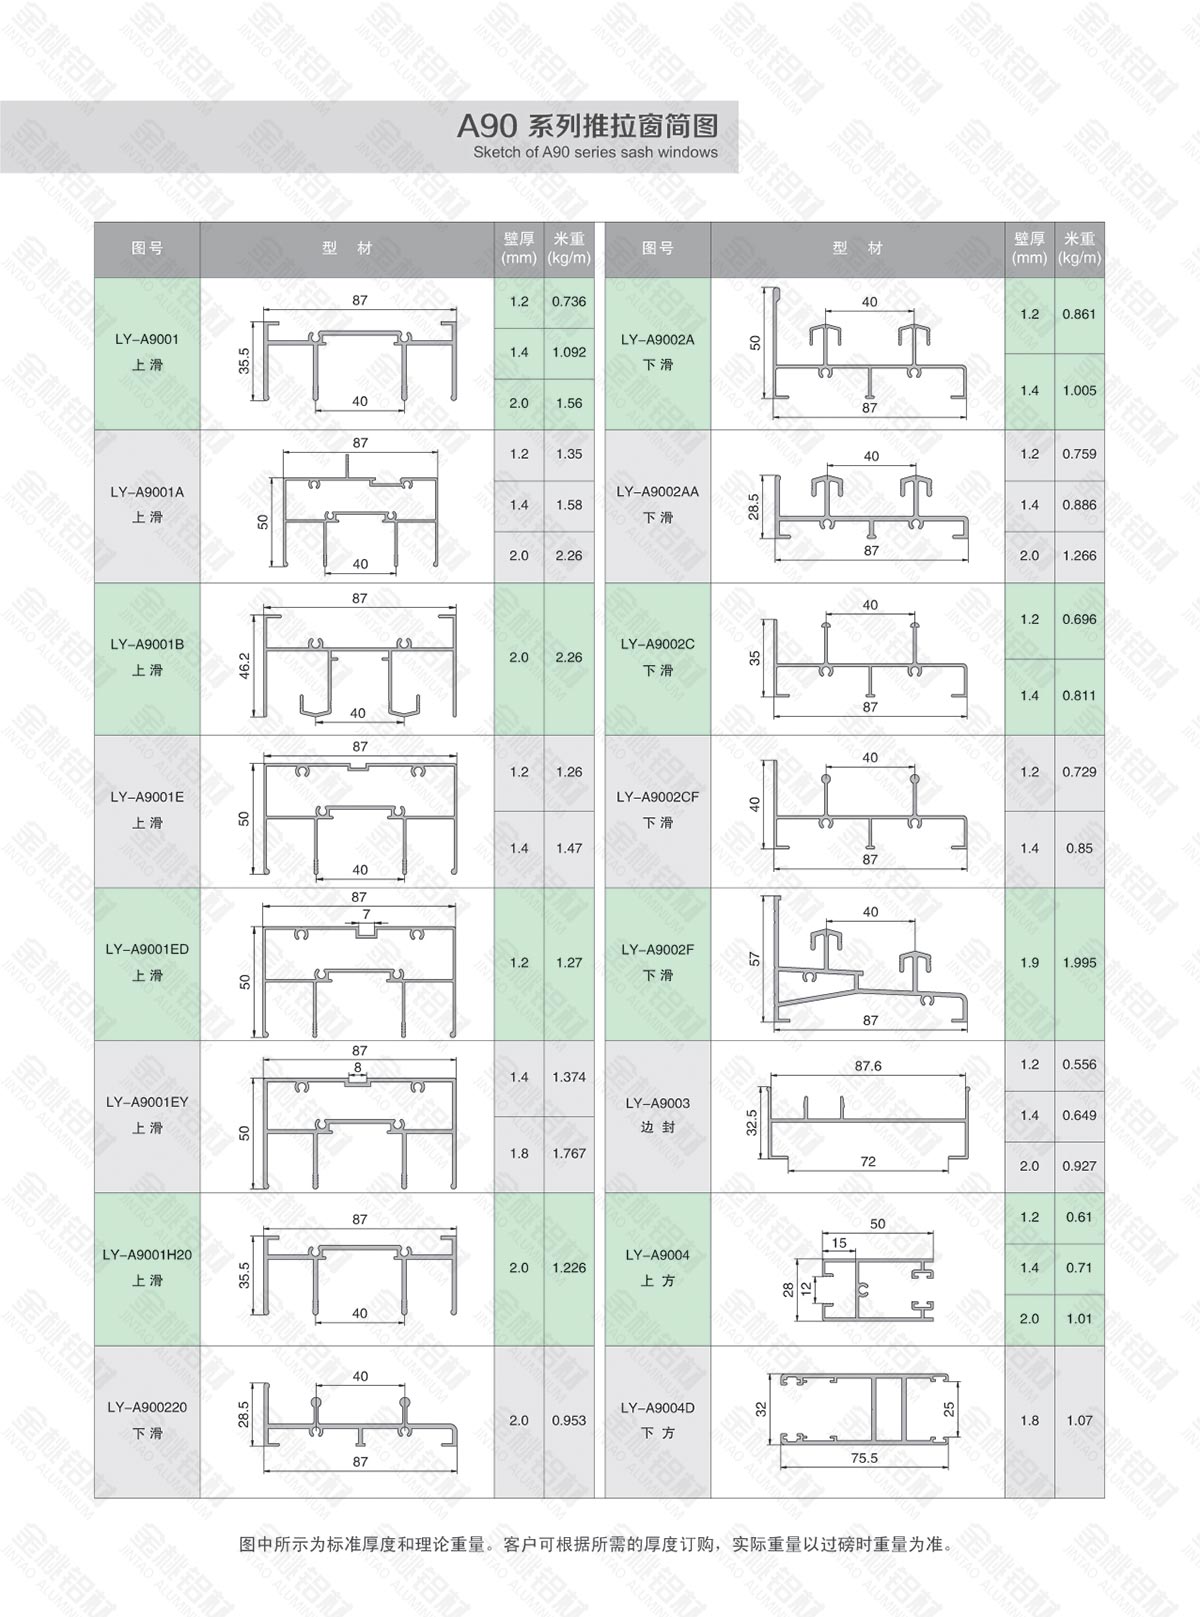 A90 系列推拉窗简图
Sketch of A90 series sash windows
图号 型 材 壁厚(mm) 米重(kg/m) 图号 型 材 壁厚(mm) 米重(kg/m)
LY-A9001
上 滑
87
35.5
40
1.2 0.736
1.4 1.092
2.0 1.56
LY-A9002A
下 滑
40
50
87
1.2 0.861
1.4 1.005
LY-A9001A
上 滑
87
50
40
1.2 1.35
1.4 1.58
2.0 2.26
LY-A9002AA
下 滑
40
28.5
87
1.2 0.759
1.4 0.886
2.0 1.266
LY-A9001B
上 滑
87
46.2
40
2.0 2.26
LY-A9002C
下 滑
40
35
87
1.2 0.696
1.4 0.811
LY-A9001E
上 滑
87
50
40
1.2 1.26
1.4 1.47
LY-A9002CF
下 滑
40
40
87
1.2 0.729
1.4 0.85
LY-A9001ED
上 滑
87
7
50
1.2 1.27
LY-A9002F
下 滑
40
57
87
1.9 1.995
LY-A9001EY
上 滑
87
8
50
1.4 1.374
1.8 1.767
LY-A9003
边 封
87.6
32.5
72
1.2 0.556
1.4 0.649
2.0 0.927
LY-A9001H20
上 滑
87
35.5
40
2.0 1.226
LY-A9004
上 方
50
15
28
12
1.2 0.61
1.4 0.71
2.0 1.01
LY-A900220
下 滑
40
28.5
87
2.0 0.953
LY-A9004D
下 方
32
25
75.5
1.8 1.07
图中所示为标准厚度和理论重量。客户可根据所需的厚度订购，实际重量以过磅时重量为准。
金桃铝材
JINTAO ALUMINIUM